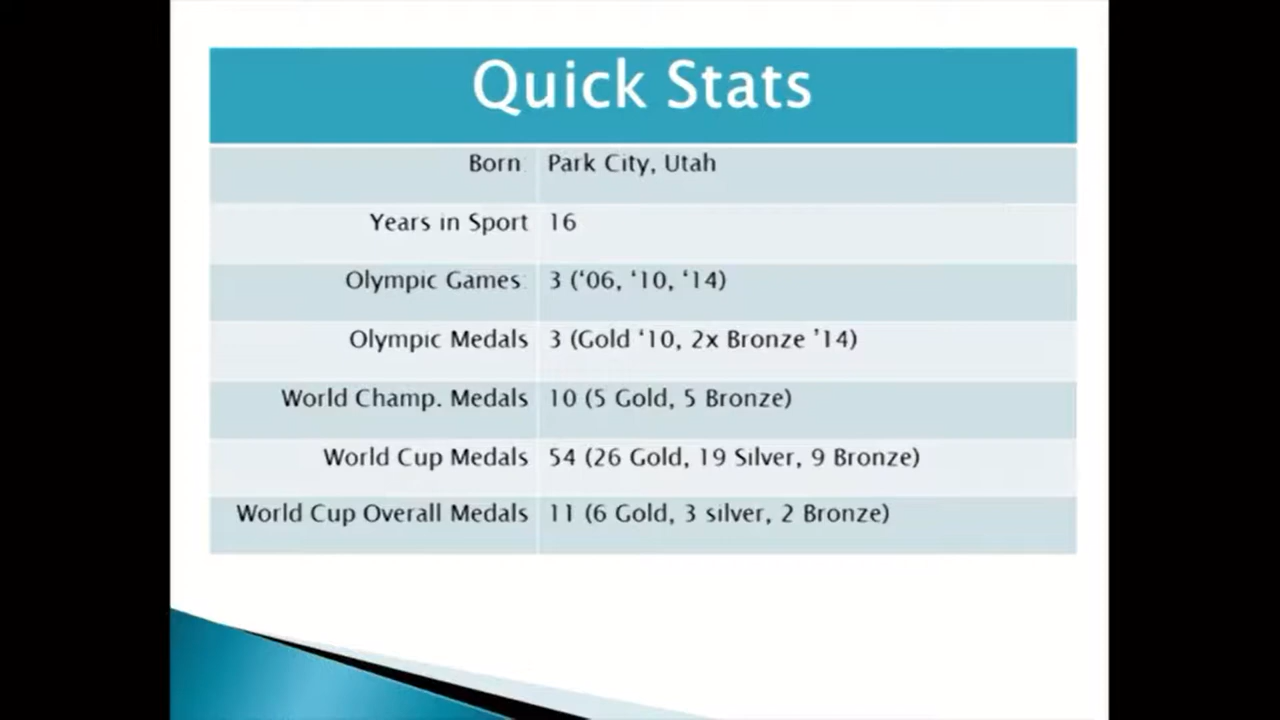 Quick Stats
Born: Park City, Utah
Years in Sport 16
Olympic Games: 3 (‘06, ‘10, ‘14)
Olympic Medals 3 (Gold ‘10, 2x Bronze ’14)
World Champ. Medals 10 (5 Gold, 5 Bronze)
World Cup Medals 54 (26 Gold, 19 Silver, 9 Bronze)
World Cup Overall Medals 11 (6 Gold, 3 silver, 2 Bronze)